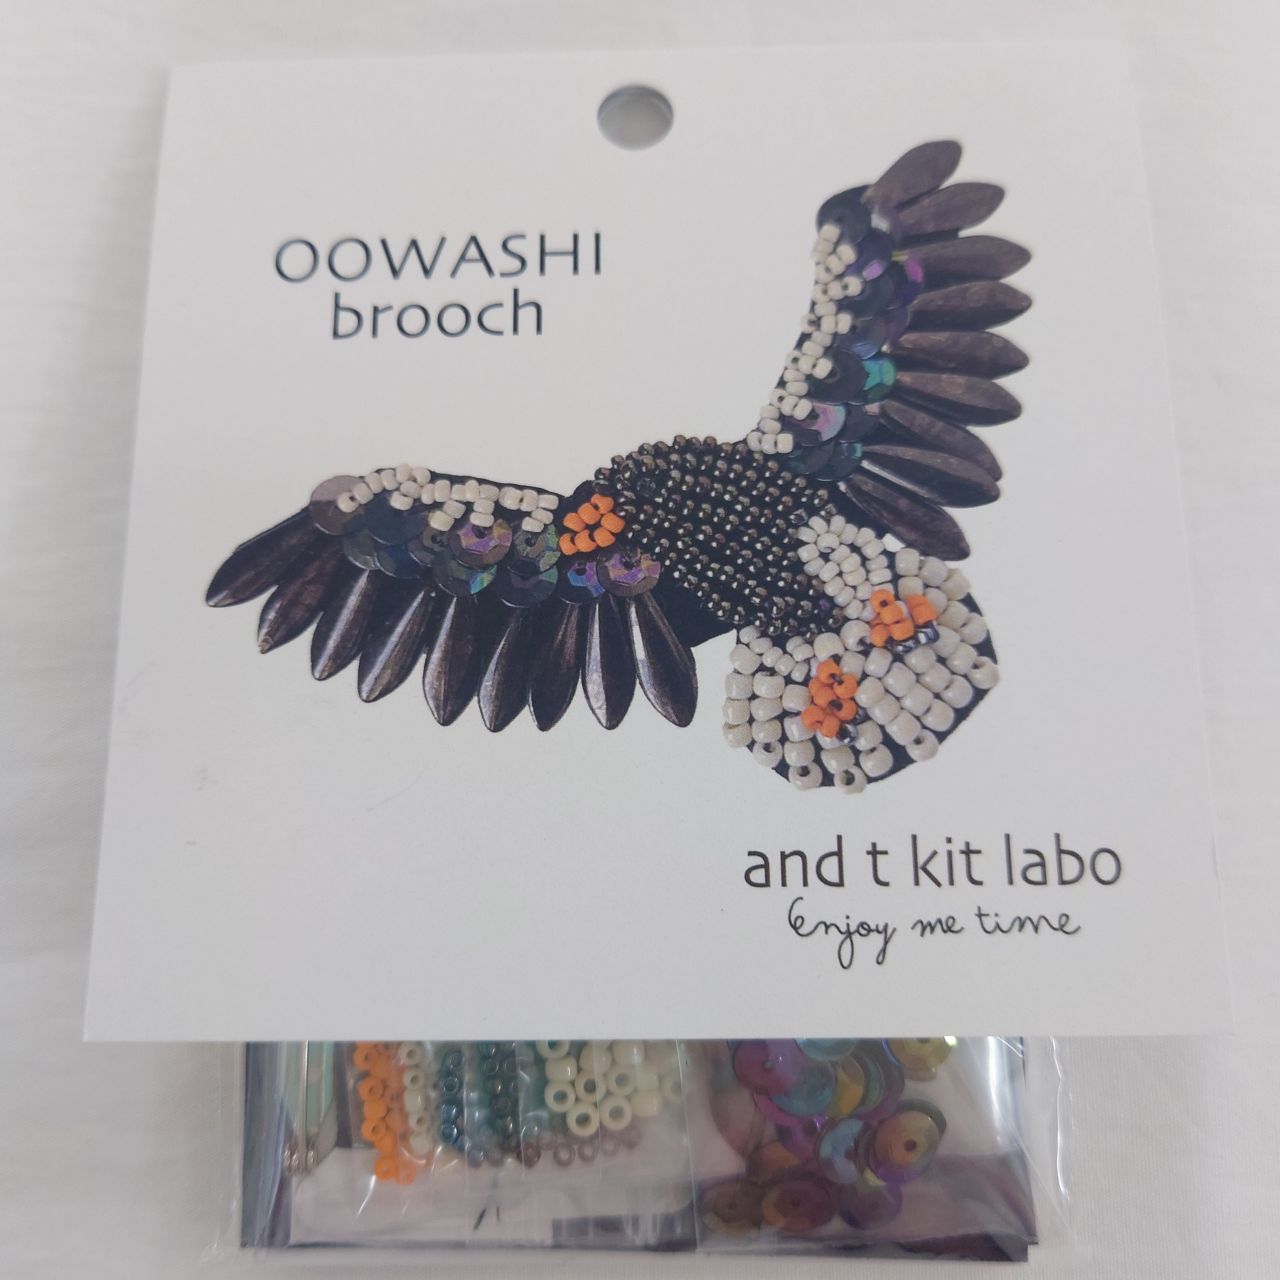 OOWASHI
brooch
and t kit labo
Enjoy me time